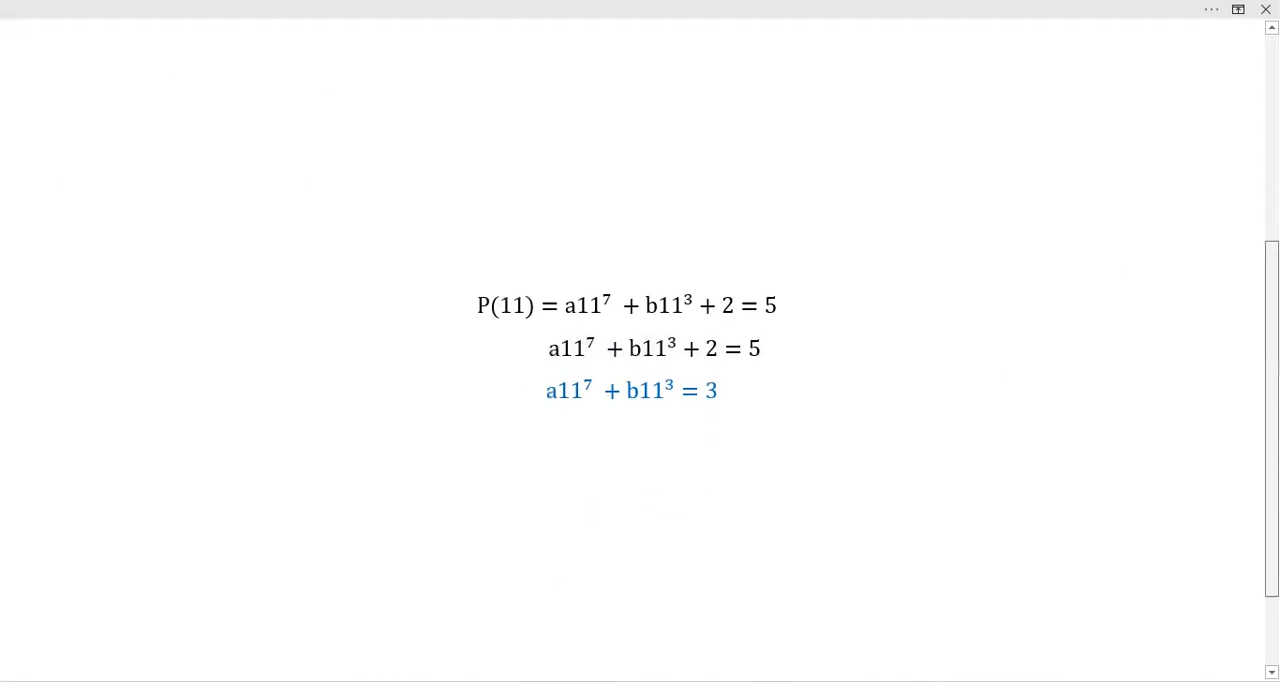 P(11) = a11⁷ + b11³ + 2 = 5
a11⁷ + b11³ + 2 = 5
a11⁷ + b11³ = 3